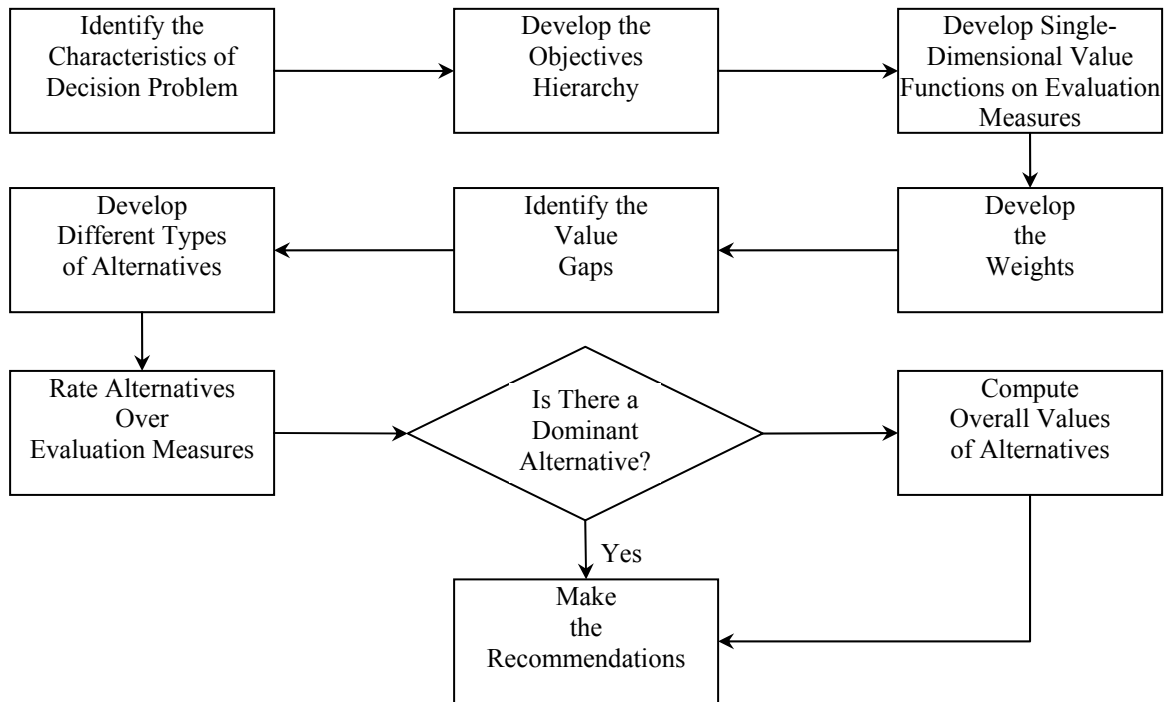 Identify the
Characteristics of
Decision Problem
Develop the
Objectives
Hierarchy
Develop Single-
Dimensional Value
Functions on Evaluation
Measures
Develop
the
Weights
Identify the
Value
Gaps
Develop
Different Types
of Alternatives
Rate Alternatives
Over
Evaluation Measures
Is There a
Dominant
Alternative?
Compute
Overall Values
of Alternatives
Yes
Make
the
Recommendations